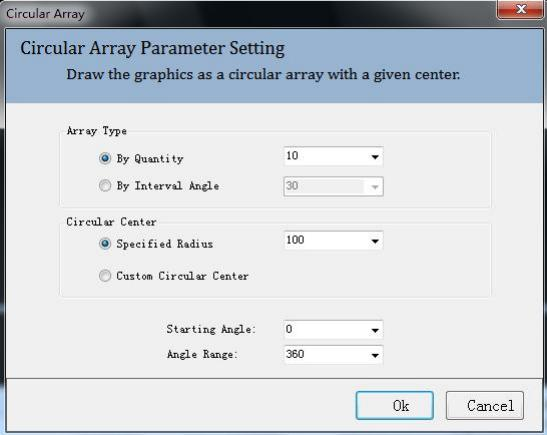 Circular Array
Circular Array Parameter Setting
Draw the graphics as a circular array with a given center.
Array Type
By Quantity 10
By Interval Angle 30
Circular Center
Specified Radius 100
Custom Circular Center
Starting Angle: 0
Angle Range: 360
Ok Cancel